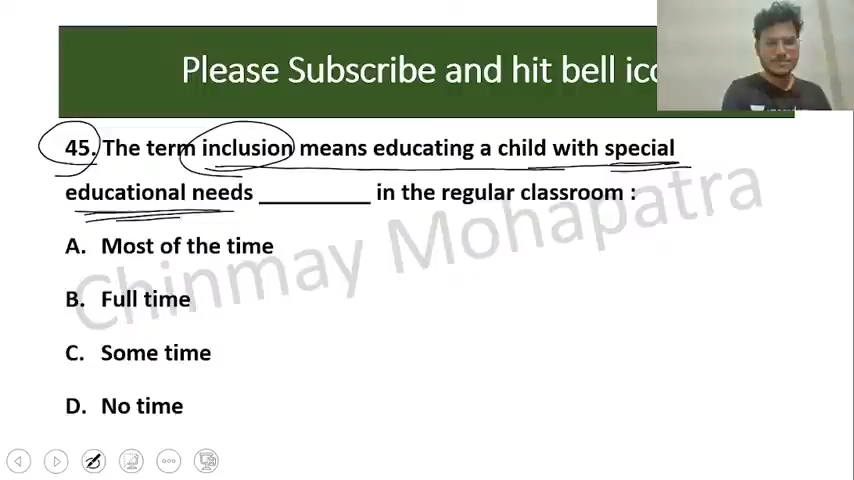 Please Subscribe and hit bell
45. The term inclusion means educating a child with special
educational needs __________ in the regular classroom :
A. Most of the time
B. Full time
C. Some time
D. No time
Chinmay Mohapatra